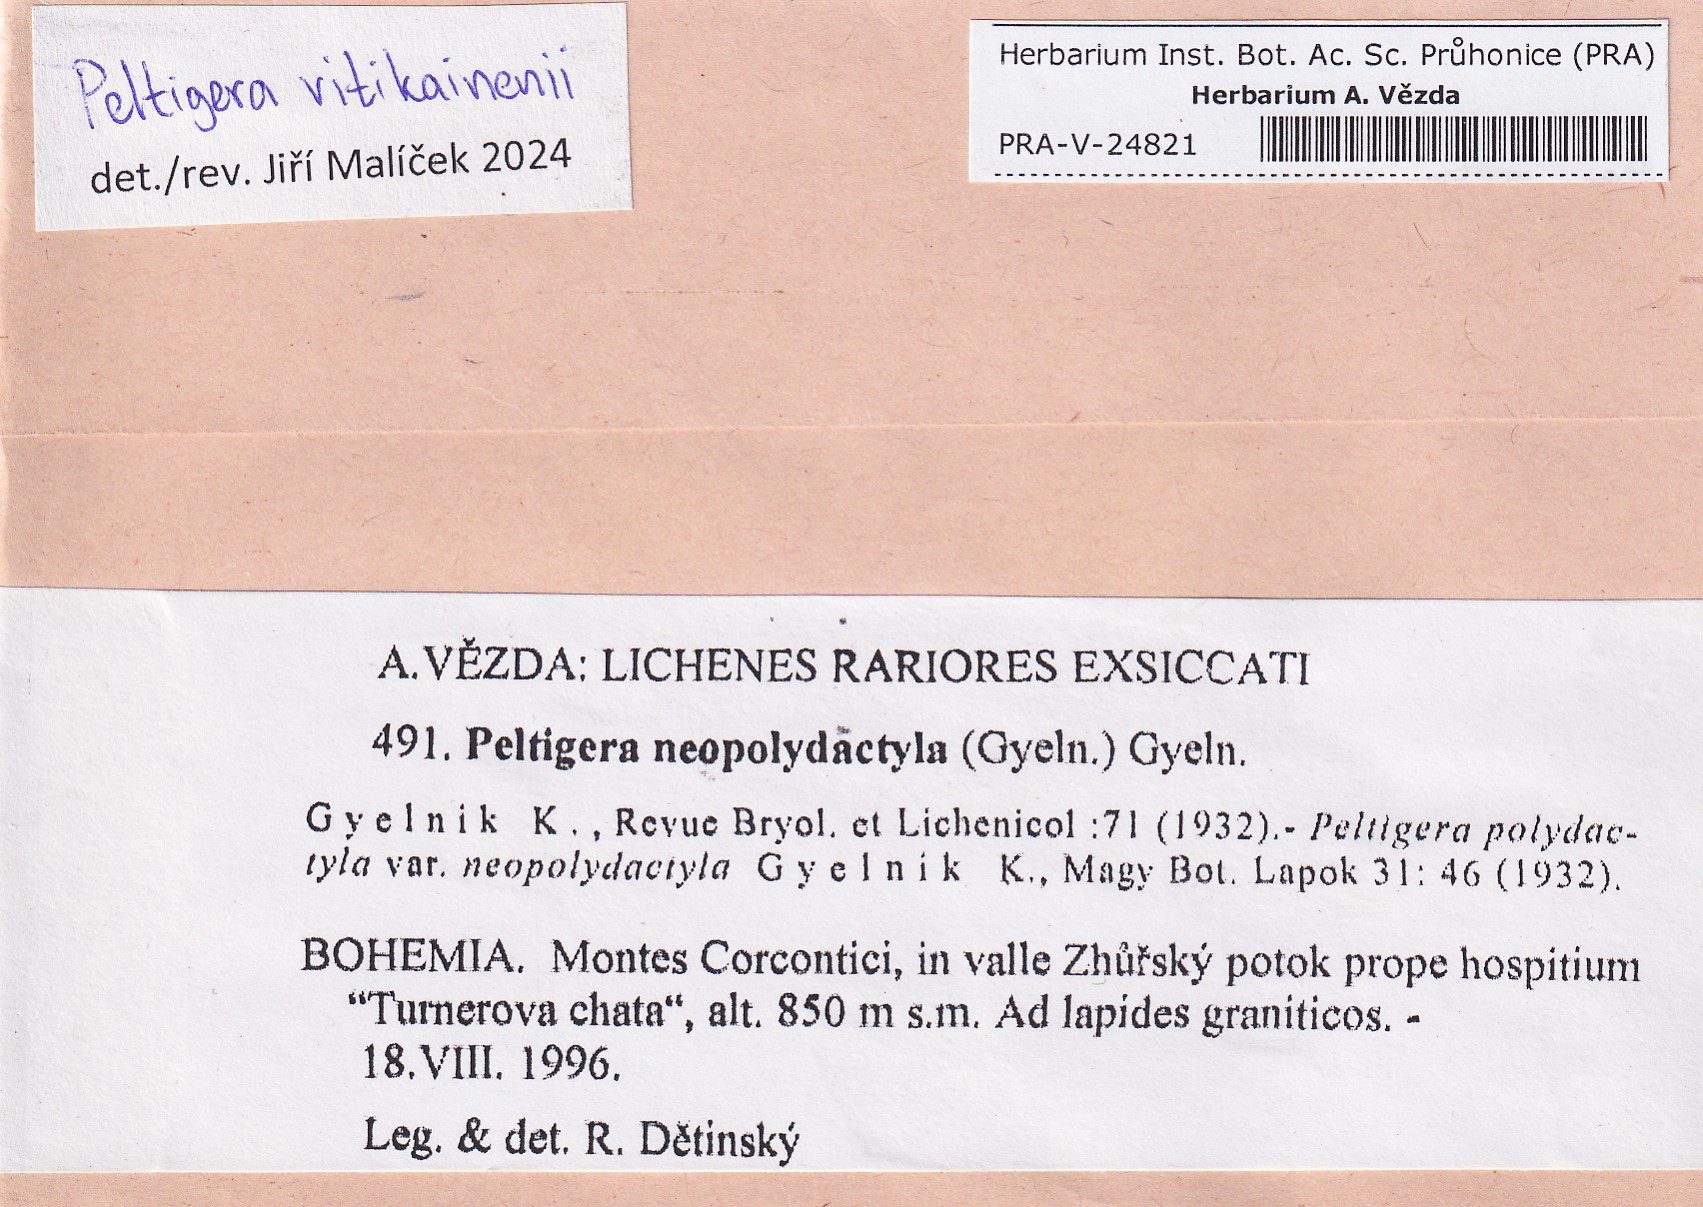 Peltigera vitikainenii
det./rev. Jiří Malíček 2024
Herbarium Inst. Bot. Ac. Sc. Průhonice (PRA)
Herbarium A. Vězda
PRA-V-24821
A.VĚZDA: LICHENES RARIORES EXSICCATI
491. Peltigera neopolydactyla (Gyeln.) Gyeln.
Gyelnik K., Revue Bryol. et Lichenicol :71 (1932).- Peltigera polydac-
tyla var. neopolydactyla Gyelnik K., Magy Bot. Lapok 31: 46 (1932).
BOHEMIA. Montes Corcontici, in valle Zhůřský potok prope hospitium
“Turnerova chata“, alt. 850 m s.m. Ad lapides graniticos. -
18.VIII. 1996.
Leg. & det. R. Dětinský